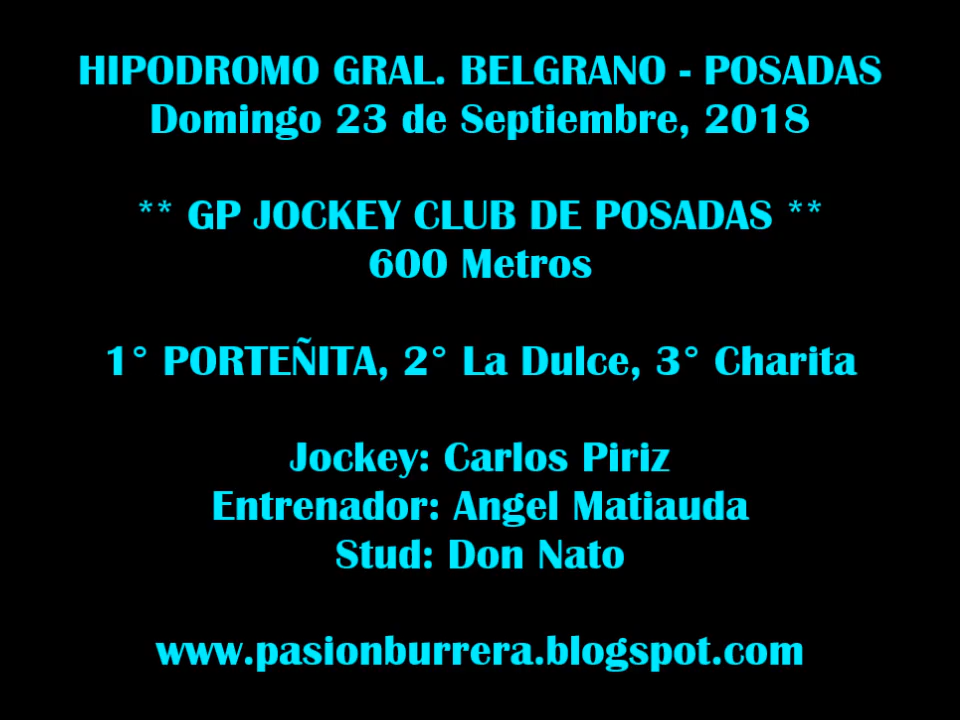 HIPODROMO GRAL. BELGRANO - POSADAS
Domingo 23 de Septiembre, 2018
** GP JOCKEY CLUB DE POSADAS **
600 Metros
1° PORTEÑITA, 2° La Dulce, 3° Charita
Jockey: Carlos Piriz
Entrenador: Angel Matiauda
Stud: Don Nato
www.pasionburrera.blogspot.com